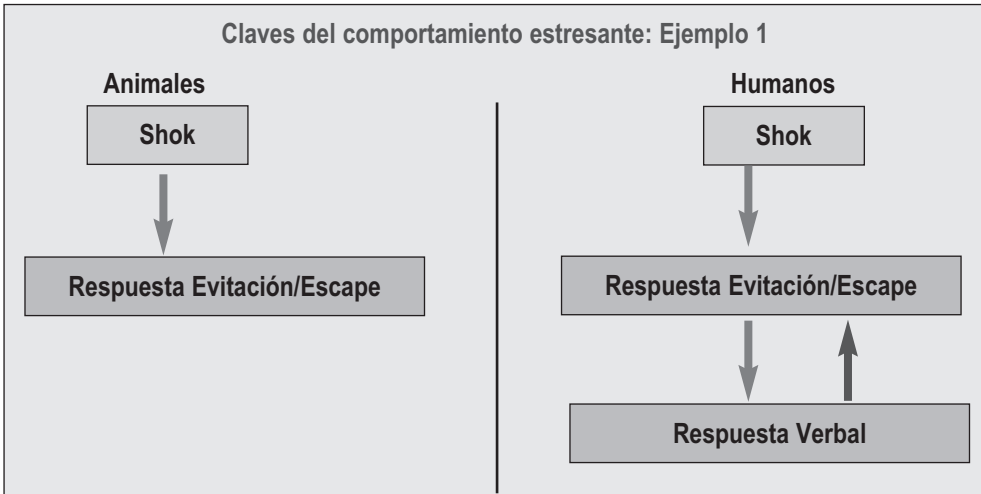 Claves del comportamiento estresante: Ejemplo 1
Animales
Shok
Respuesta Evitación/Escape
Humanos
Shok
Respuesta Evitación/Escape
Respuesta Verbal